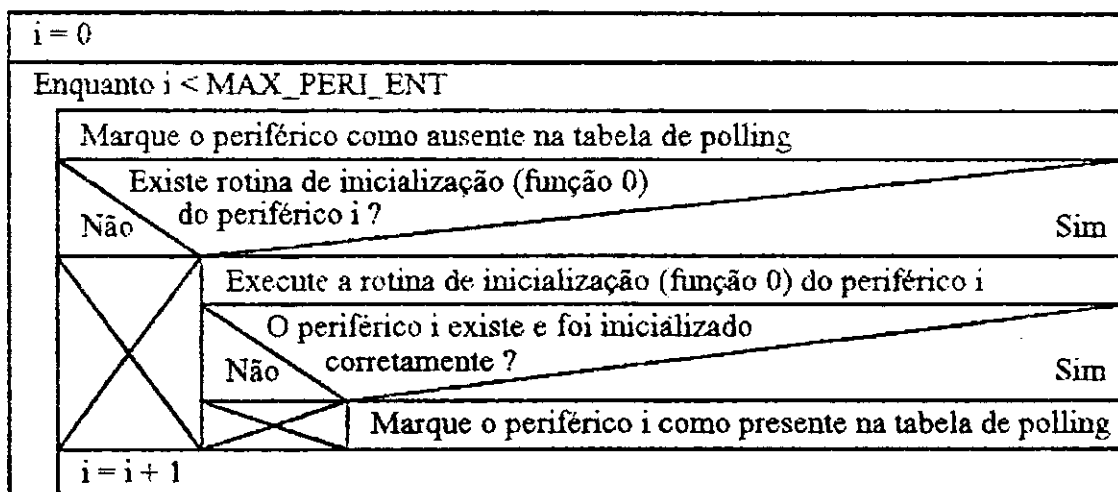 i = 0
Enquanto i < MAX_PERI_ENT
Marque o periférico como ausente na tabela de polling
Existe rotina de inicialização (função 0)
do periférico i ?
Não
Sim
Execute a rotina de inicialização (função 0) do periférico i
O periférico i existe e foi inicializado
corretamente ?
Não
Sim
Marque o periférico i como presente na tabela de polling
i = i + 1